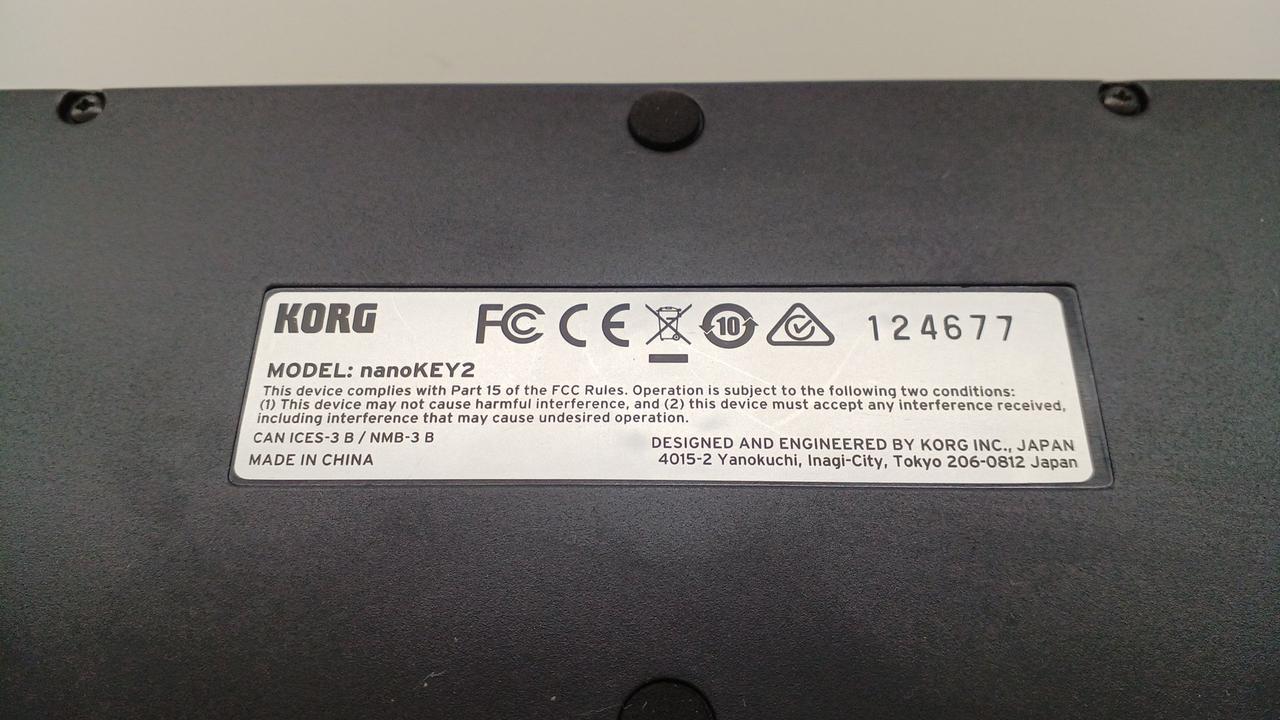 KORG FC CE 10 124677
MODEL: nanoKEY2
This device complies with Part 15 of the FCC Rules. Operation is subject to the following two conditions:
(1) This device may not cause harmful interference, and (2) this device must accept any interference received,
including interference that may cause undesired operation.
CAN ICES-3 B / NMB-3 B
MADE IN CHINA
DESIGNED AND ENGINEERED BY KORG INC., JAPAN
4015-2 Yanokuchi, Inagi-City, Tokyo 206-0812 Japan